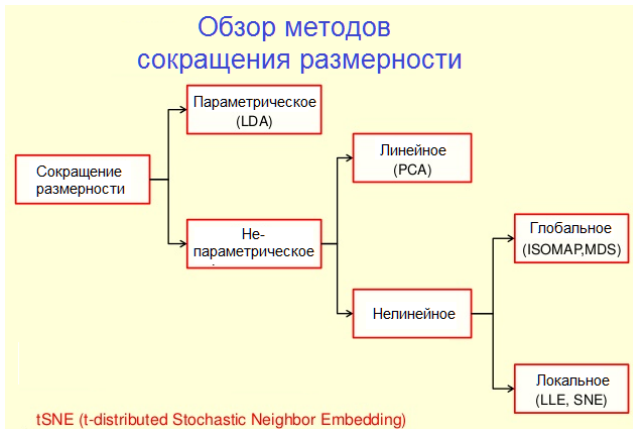 Обзор методов
сокращения размерности
Параметрическое
(LDA)
Линейное
(PCA)
Сокращение
размерности
Не-
параметрическое
Глобальное
(ISOMAP,MDS)
Нелинейное
Локальное
(LLE, SNE)
tSNE (t-distributed Stochastic Neighbor Embedding)